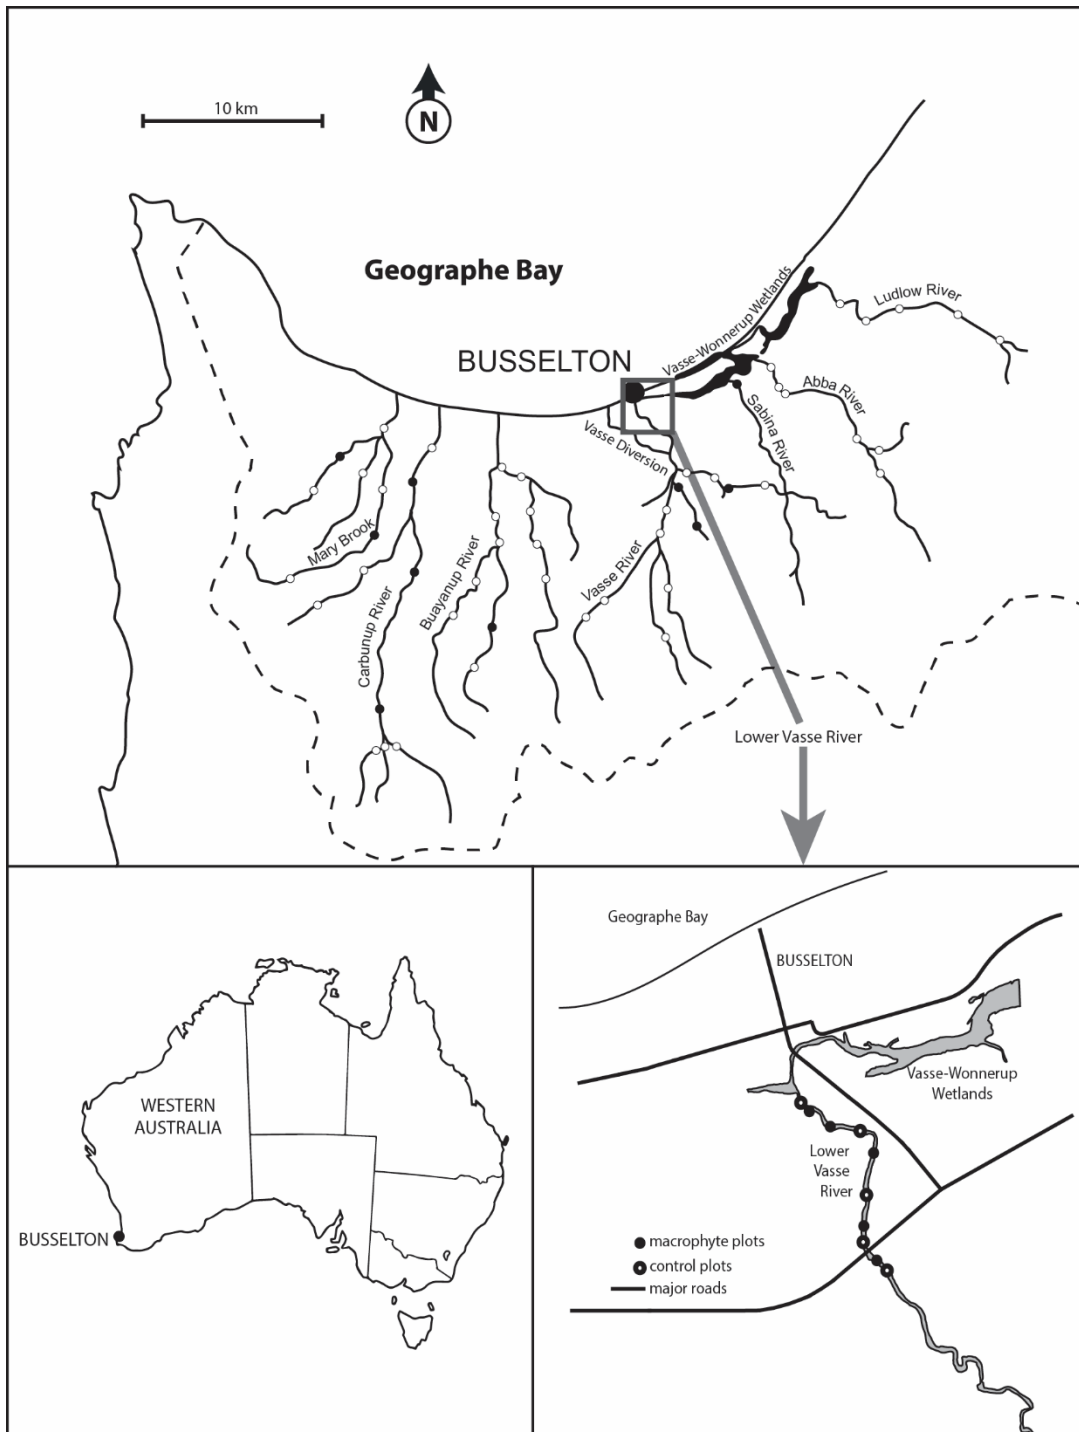 10 km
N
Geographe Bay
BUSSELTON
Vasse-Wonnerup Wetlands
Ludlow River
Abba River
Sabina River
Vasse Diversion
Mary Brook
Carbunup River
Buayanup River
Vasse River
Lower Vasse River
WESTERN
AUSTRALIA
BUSSELTON
Geographe Bay
BUSSELTON
Vasse-Wonnerup
Wetlands
Lower
Vasse
River
macrophyte plots
control plots
major roads